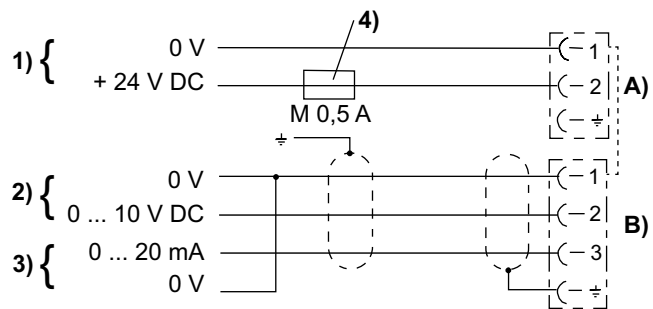 4)
1) { 0 V 1
+ 24 V DC 2 A)
M 0,5 A
2) { 0 V 1
0 ... 10 V DC 2 B)
3) { 0 ... 20 mA 3
0 V